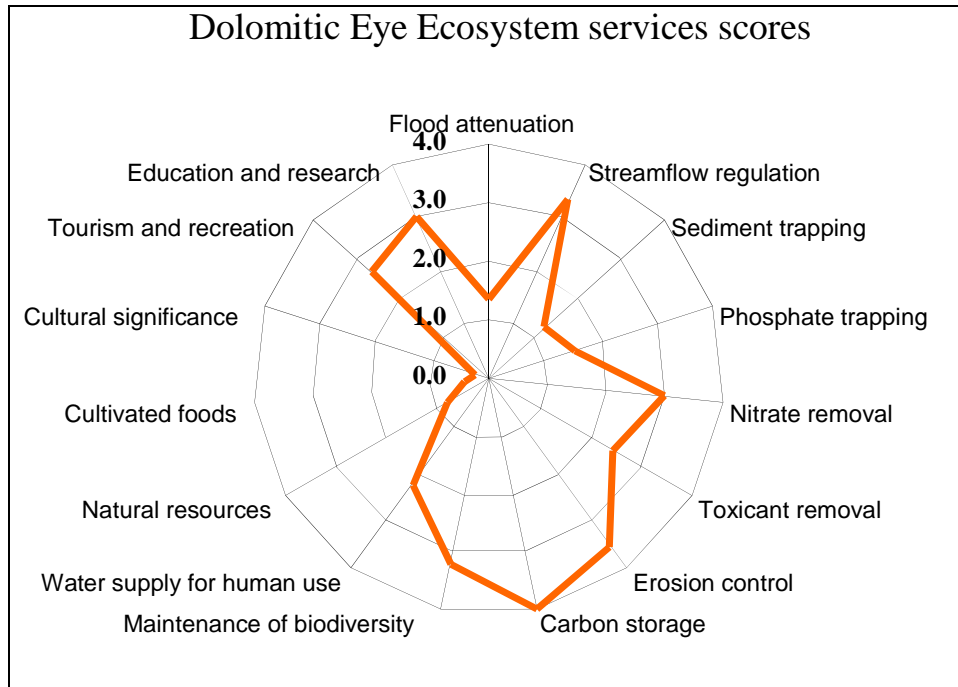 Dolomitic Eye Ecosystem services scores
Flood attenuation
4.0
Education and research
Streamflow regulation
3.0
Tourism and recreation
Sediment trapping
2.0
Cultural significance
1.0
Phosphate trapping
0.0
Cultivated foods
Nitrate removal
Natural resources
Toxicant removal
Water supply for human use
Erosion control
Maintenance of biodiversity
Carbon storage